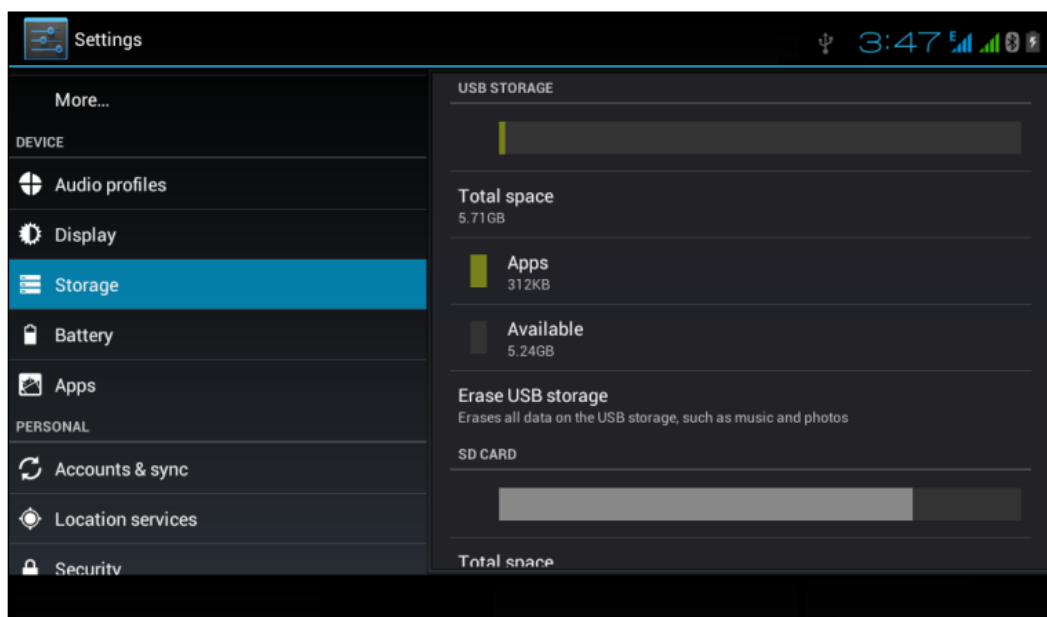 Settings
3:47
E
More...
DEVICE
Audio profiles
Display
Storage
Battery
Apps
PERSONAL
Accounts & sync
Location services
Security
USB STORAGE
Total space
5.71GB
Apps
312KB
Available
5.24GB
Erase USB storage
Erases all data on the USB storage, such as music and photos
SD CARD
Total space